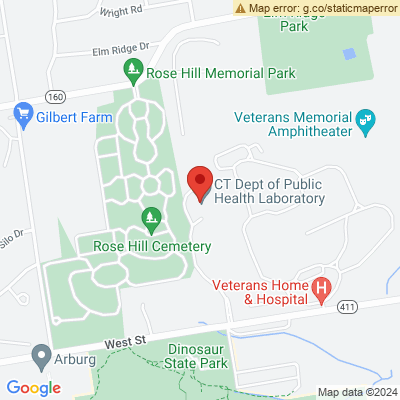 Map error: g.co/staticmaperror
Wright Rd
Elm Ridge
Park
Elm Ridge Dr
Rose Hill Memorial Park
160
Gilbert Farm
Veterans Memorial
Amphitheater
CT Dept of Public
Health Laboratory
Silo Dr
Rose Hill Cemetery
Veterans Home
& Hospital
H
411
West St
Dinosaur
State Park
Arburg
Google
Map data ©2024